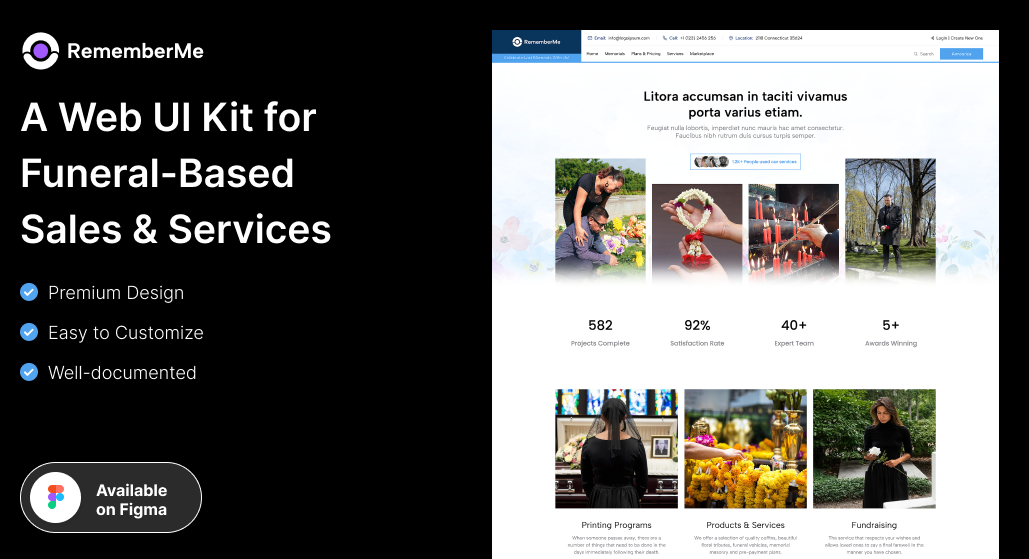 RememberMe
A Web UI Kit for
Funeral-Based
Sales & Services
Premium Design
Easy to Customize
Well-documented
Available
on Figma
RememberMe
Email: info@logoipsum.com
Call: +1 (123) 2456 256
Location: 2118 Connecticut 35624
Login | Create New One
Home Memorials Plans & Pricing Services Marketplace
Search
Litora accumsan in taciti vivamus
porta varius etiam.
Feugiat nulla lobortis, imperdiet nunc mauris hac amet consectetur.
Faucibus nibh rutrum duis cursus turpis semper.
1.2K+ People used our services
582 92% 40+ 5+
Projects Complete Satisfaction Rate Expert Team Awards Winning
Printing Programs Products & Services Fundraising
When someone passes away, there are a
number of things that need to be done in the
days immediately following their death.
We offer a selection of quality coffins, beautiful
floral tributes, funeral vehicles, memorial
masonry and pre-payment plans.
The service that respects your wishes and
allows loved ones to say a final farewell in the
manner you have chosen.